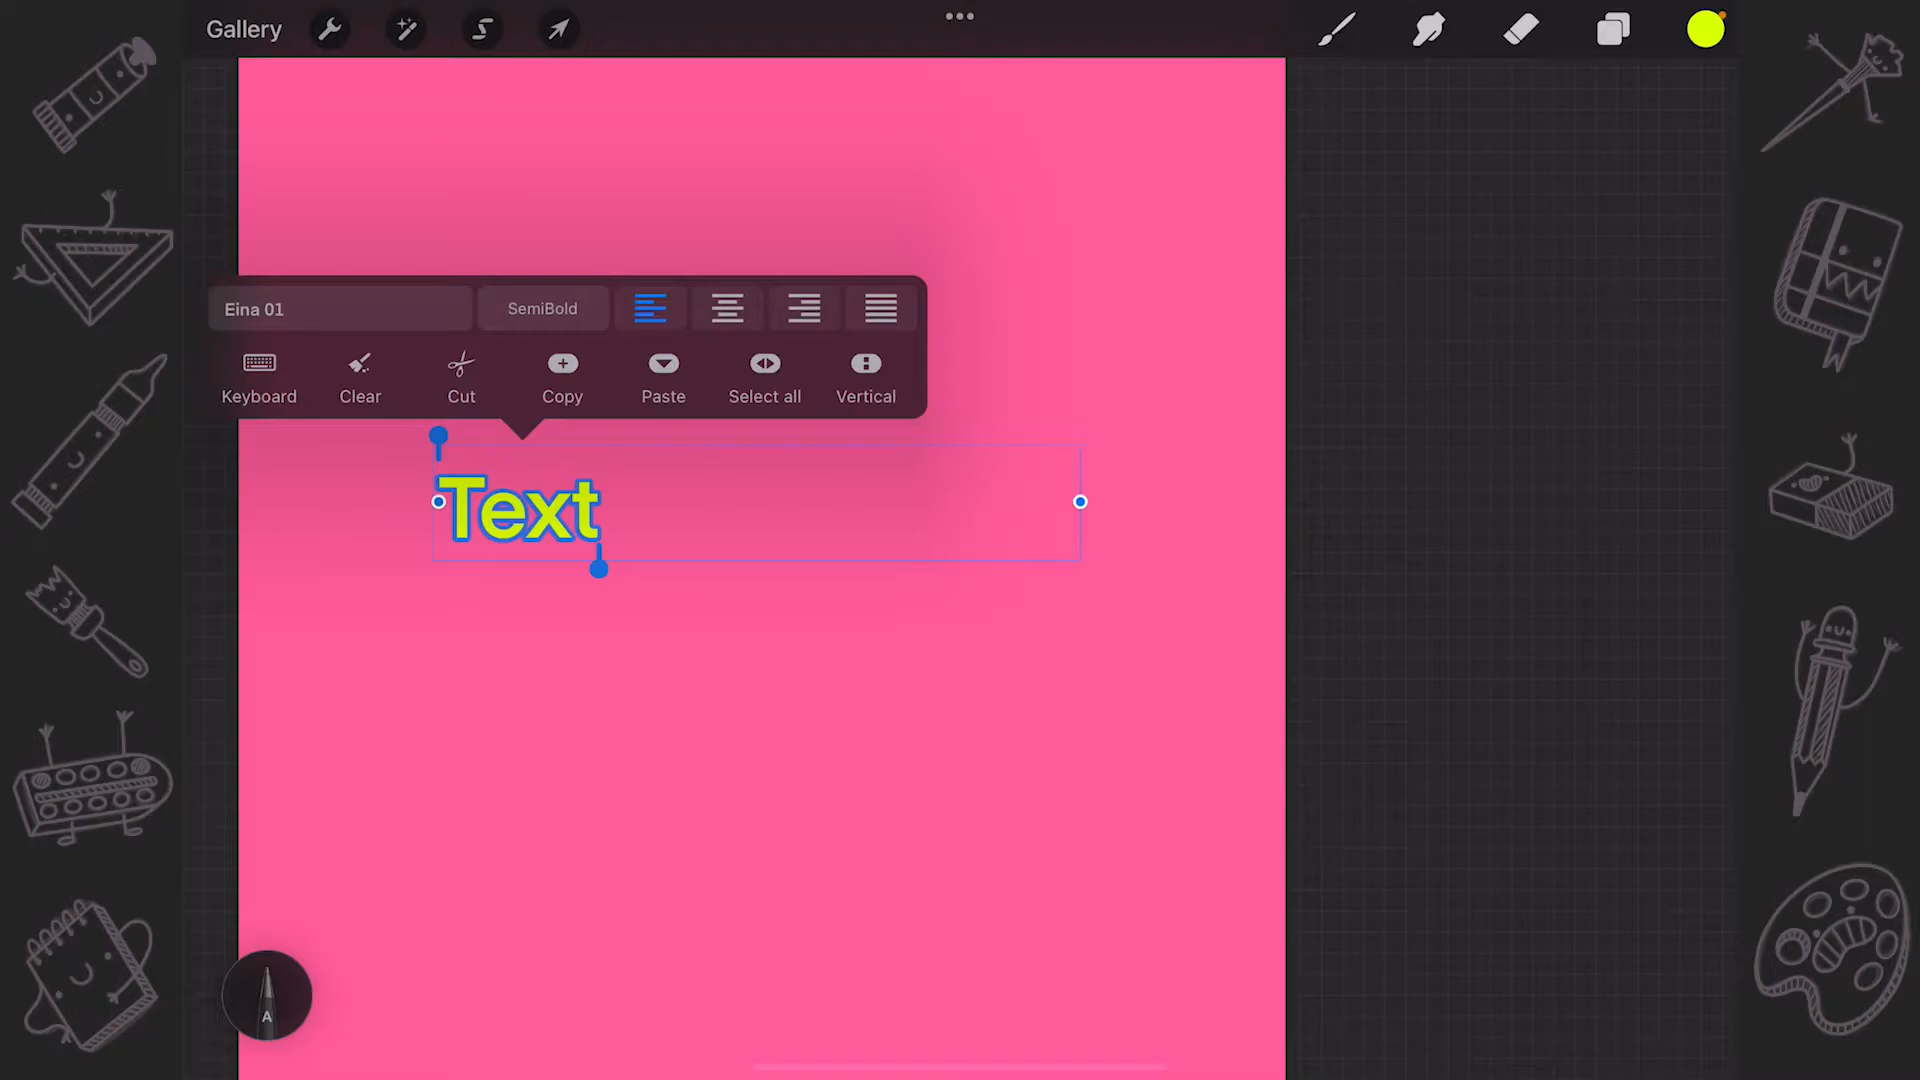 Gallery
Eina 01 SemiBold
Keyboard Clear Cut Copy Paste Select all Vertical
Text
A